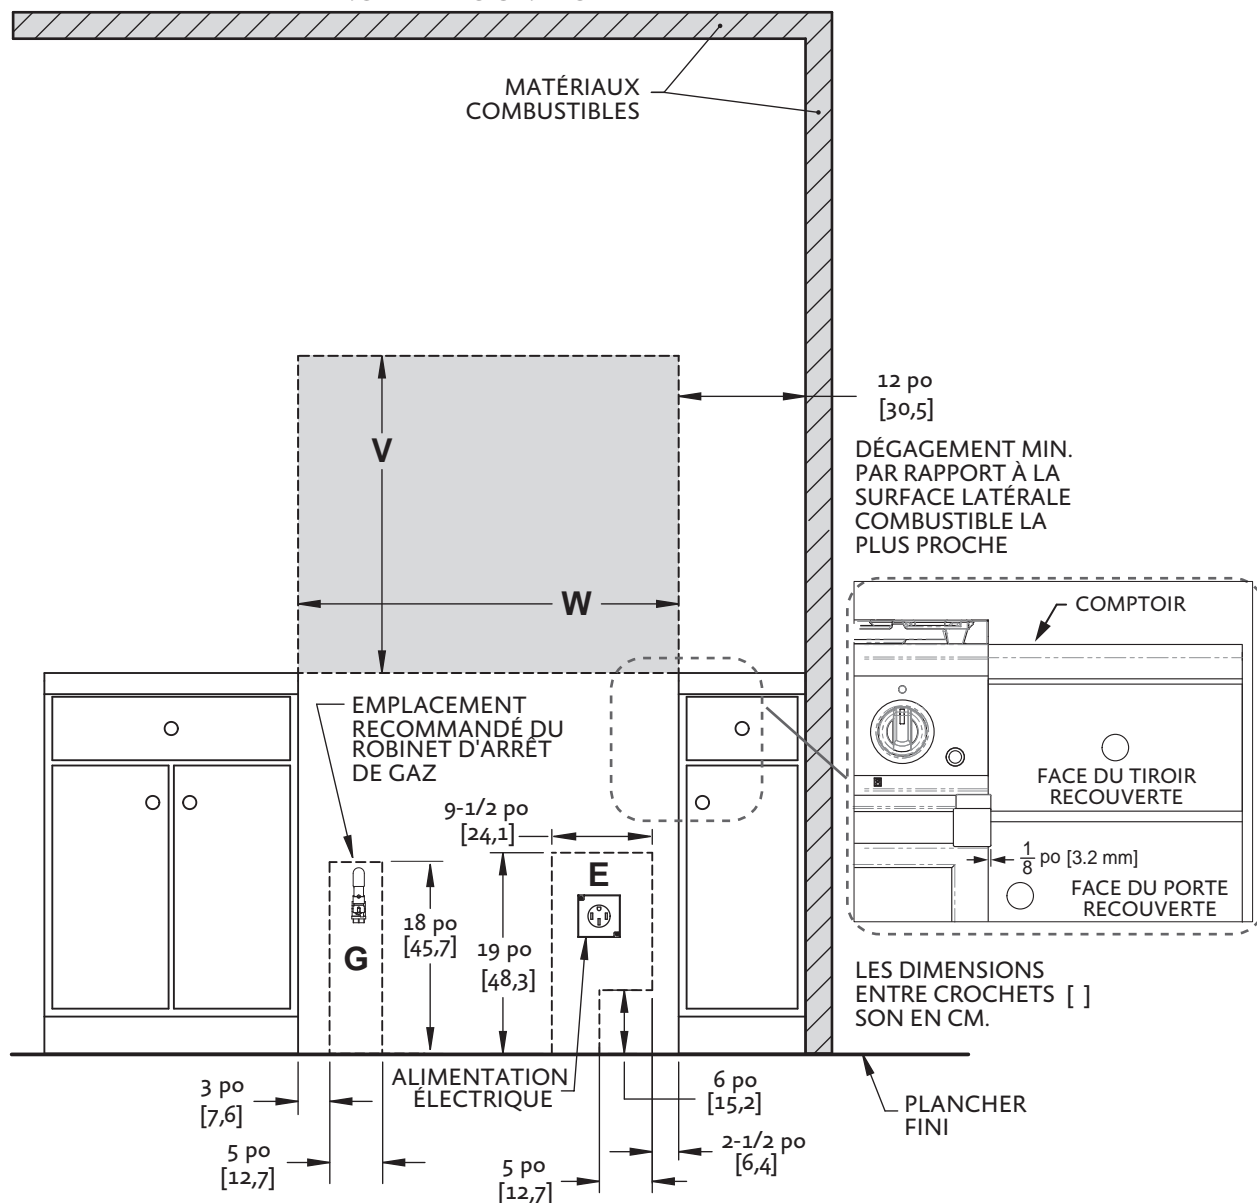 MATÉRIAUX
COMBUSTIBLES
12 po
[30,5]
V
DÉGAGEMENT MIN.
PAR RAPPORT À LA
SURFACE LATÉRALE
COMBUSTIBLE LA
PLUS PROCHE
W
COMPTOIR
EMPLACEMENT
RECOMMANDÉ DU
ROBINET D'ARRÊT
DE GAZ
FACE DU TIROIR
RECOUVERTE
9-1/2 po
[24,1]
E
1/8 po [3.2 mm]
FACE DU PORTE
RECOUVERTE
18 po
[45,7]
G
19 po
[48,3]
LES DIMENSIONS
ENTRE CROCHETS [ ]
SON EN CM.
ALIMENTATION
ÉLECTRIQUE
3 po
[7,6]
6 po
[15,2]
PLANCHER
FINI
5 po
[12,7]
5 po
[12,7]
2-1/2 po
[6,4]